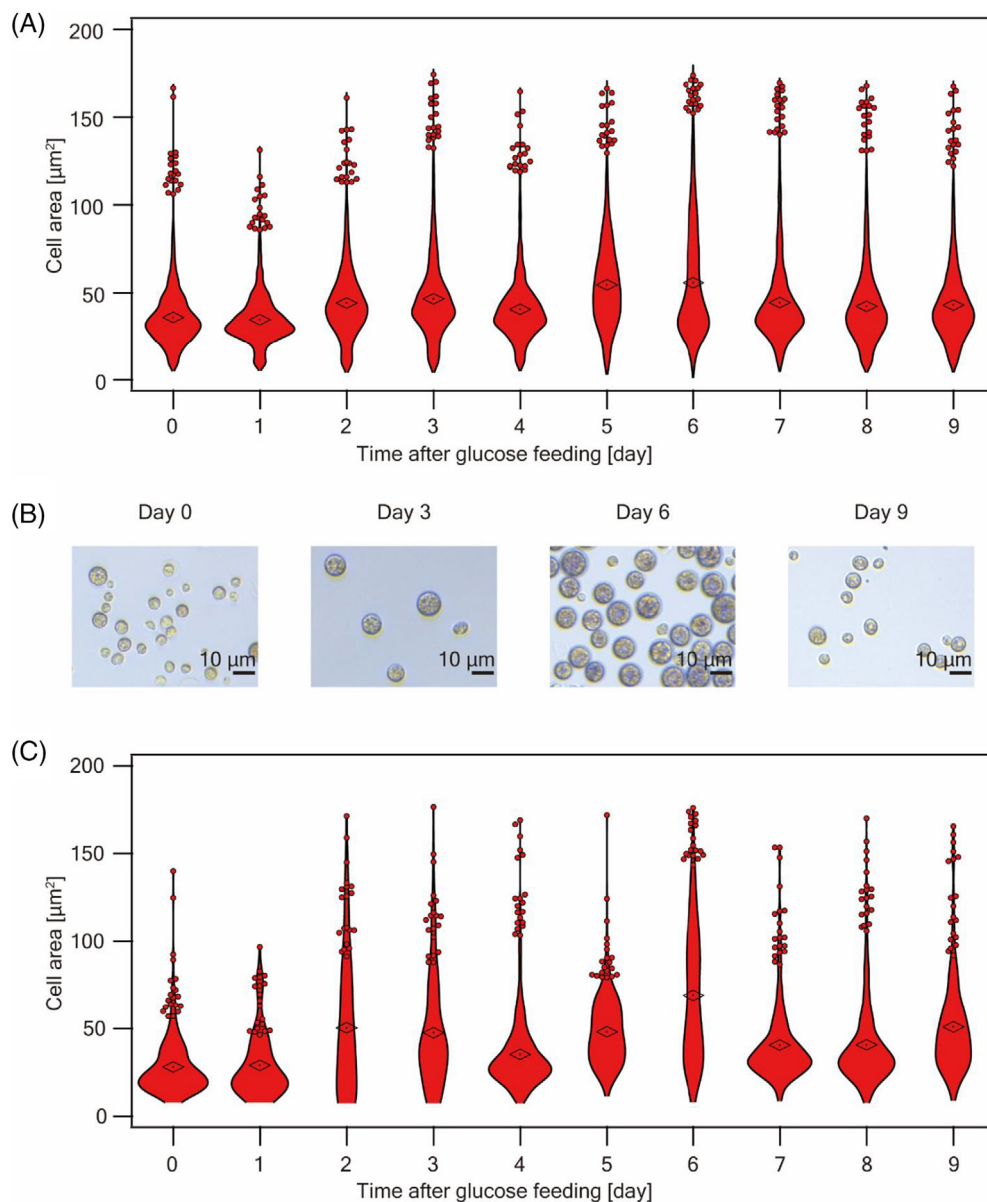 (A)
200
150
100
50
0
Cell area [µm²]
0 1 2 3 4 5 6 7 8 9
Time after glucose feeding [day]
(B)
Day 0 Day 3 Day 6 Day 9
10 µm 10 µm 10 µm 10 µm
(C)
200
150
100
50
0
Cell area [µm²]
0 1 2 3 4 5 6 7 8 9
Time after glucose feeding [day]